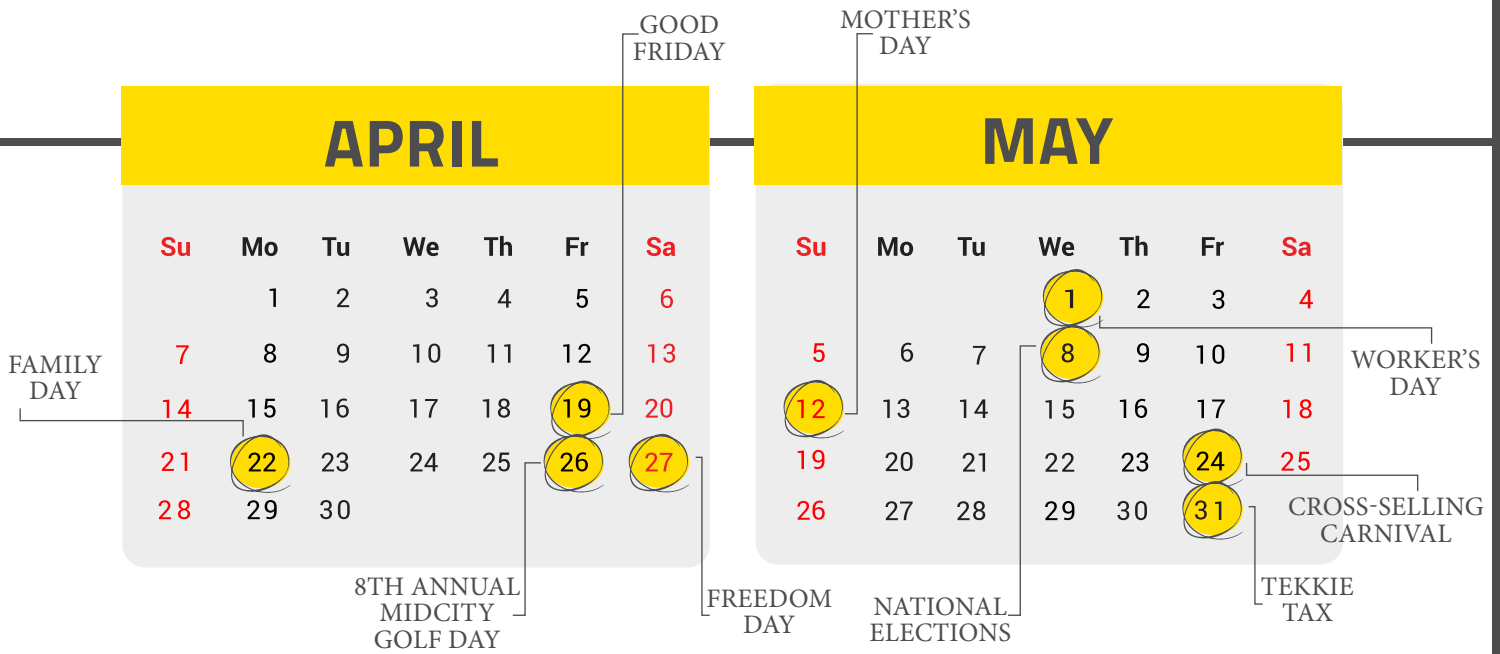 GOOD
FRIDAY
MOTHER'S
DAY
APRIL
Su Mo Tu We Th Fr Sa
1 2 3 4 5 6
7 8 9 10 11 12 13
14 15 16 17 18 19 20
21 22 23 24 25 26 27
28 29 30
FAMILY
DAY
8TH ANNUAL
MIDCITY
GOLF DAY
FREEDOM
DAY
MAY
Su Mo Tu We Th Fr Sa
1 2 3 4
5 6 7 8 9 10 11
12 13 14 15 16 17 18
19 20 21 22 23 24 25
26 27 28 29 30 31
WORKER'S
DAY
CROSS-SELLING
CARNIVAL
NATIONAL
ELECTIONS
TEKKIE
TAX